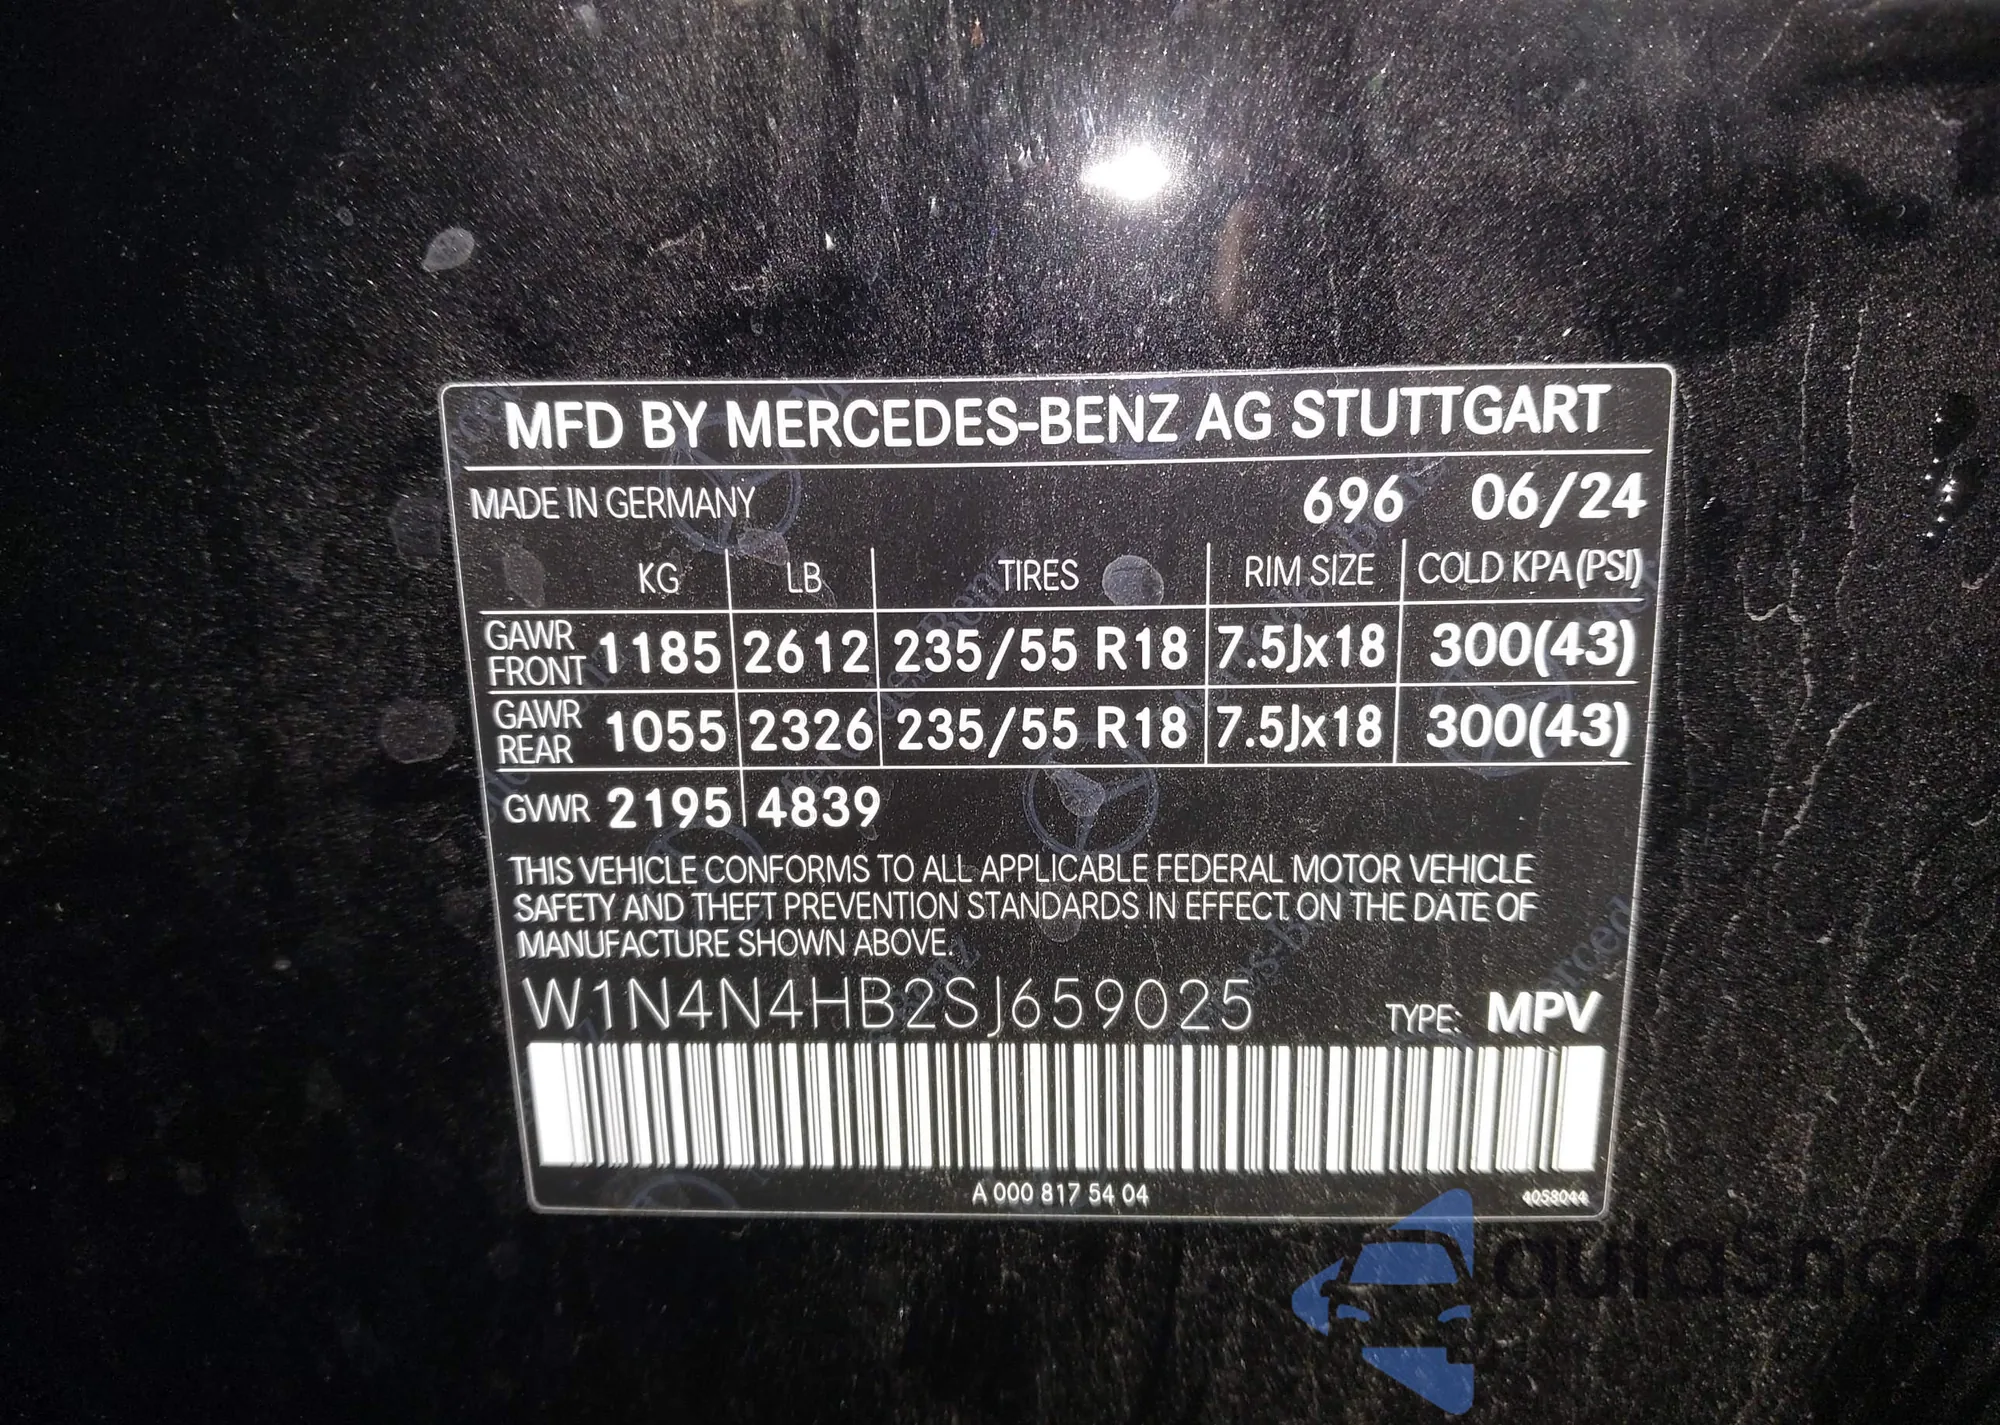 MFD BY MERCEDES-BENZ AG STUTTGART
MADE IN GERMANY 696 06/24
KG LB TIRES RIM SIZE COLD KPA (PSI)
GAWR FRONT 1185 2612 235/55 R18 7.5Jx18 300(43)
GAWR REAR 1055 2326 235/55 R18 7.5Jx18 300(43)
GVWR 2195 4839
THIS VEHICLE CONFORMS TO ALL APPLICABLE FEDERAL MOTOR VEHICLE
SAFETY AND THEFT PREVENTION STANDARDS IN EFFECT ON THE DATE OF
MANUFACTURE SHOWN ABOVE.
W1N4N4HB2SJ659025 TYPE: MPV
A 000 817 54 04 4058044